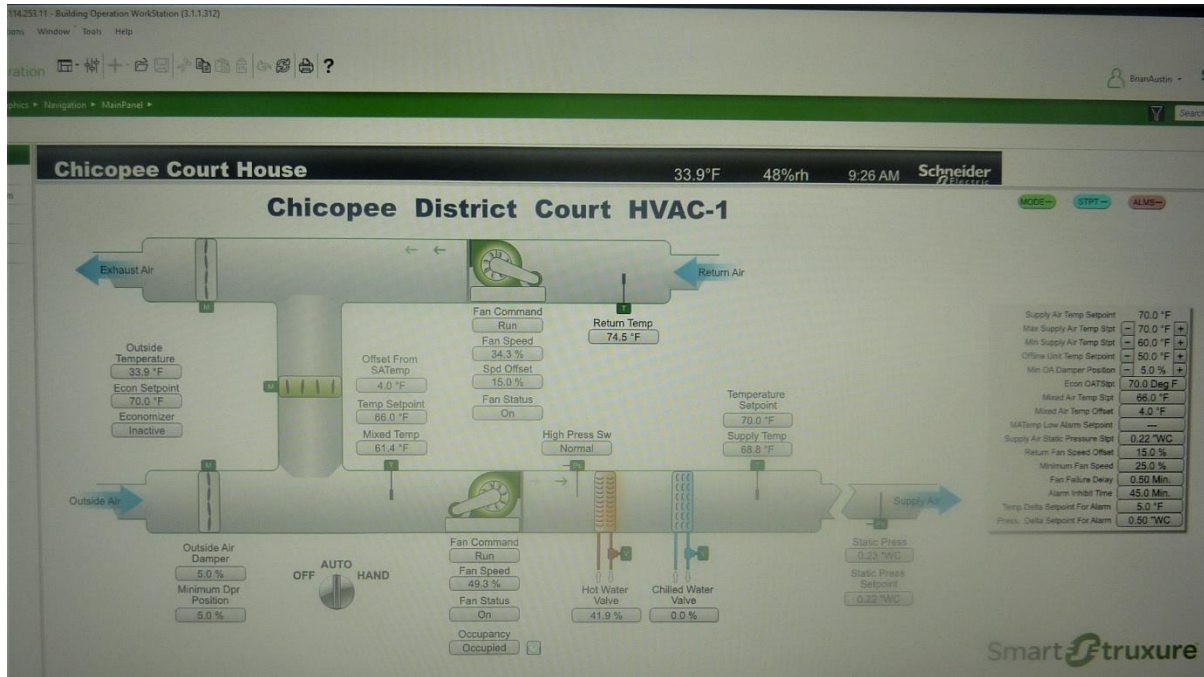 114.253.11 - Building Operation WorkStation (3.1.1.312)
Window Tools Help
?
BrianAustin
Navigation MainPanel
Search
Chicopee Court House 33.9°F 48%rh 9:26 AM Schneider Electric
Chicopee District Court HVAC-1
MODE STPT ALMS
Exhaust Air
Return Air
M
T
Fan Command
Run
Fan Speed
34.3 %
Spd Offset
15.0 %
Fan Status
On
Return Temp
74.5 °F
Outside Temperature
33.9 °F
Econ Setpoint
70.0 °F
Economizer
Inactive
M
Offset From SATemp
4.0 °F
Temp Setpoint
66.0 °F
Mixed Temp
61.4 °F
High Press Sw
Normal
Temperature Setpoint
70.0 °F
Supply Temp
68.8 °F
Supply Air Temp Setpoint 70.0 °F
Max Supply Air Temp Stpt - 70.0 °F +
Min Supply Air Temp Stpt - 60.0 °F +
Offline Unit Temp Setpoint - 50.0 °F +
Min OA Damper Position - 5.0 % +
Econ OATStpt 70.0 Deg F
Mixed Air Temp Stpt 66.0 °F
Mixed Air Temp Offset 4.0 °F
MATemp Low Alarm Setpoint —
Supply Air Static Pressure Stpt 0.22 "WC
Return Fan Speed Offset 15.0 %
Minimum Fan Speed 25.0 %
Fan Failure Delay 0.50 Min.
Alarm Inhibit Time 45.0 Min.
Temp Delta Setpoint For Alarm 5.0 °F
Press. Delta Setpoint For Alarm 0.50 "WC
M
Outside Air
Supply Air
Outside Air Damper
5.0 %
Minimum Dpr Position
5.0 %
OFF AUTO HAND
Fan Command
Run
Fan Speed
49.3 %
Fan Status
On
Occupancy
Occupied
V
V
Hot Water Valve
41.9 %
Chilled Water Valve
0.0 %
Static Press
0.23 "WC
Static Press Setpoint
0.22 "WC
Smart Struxure